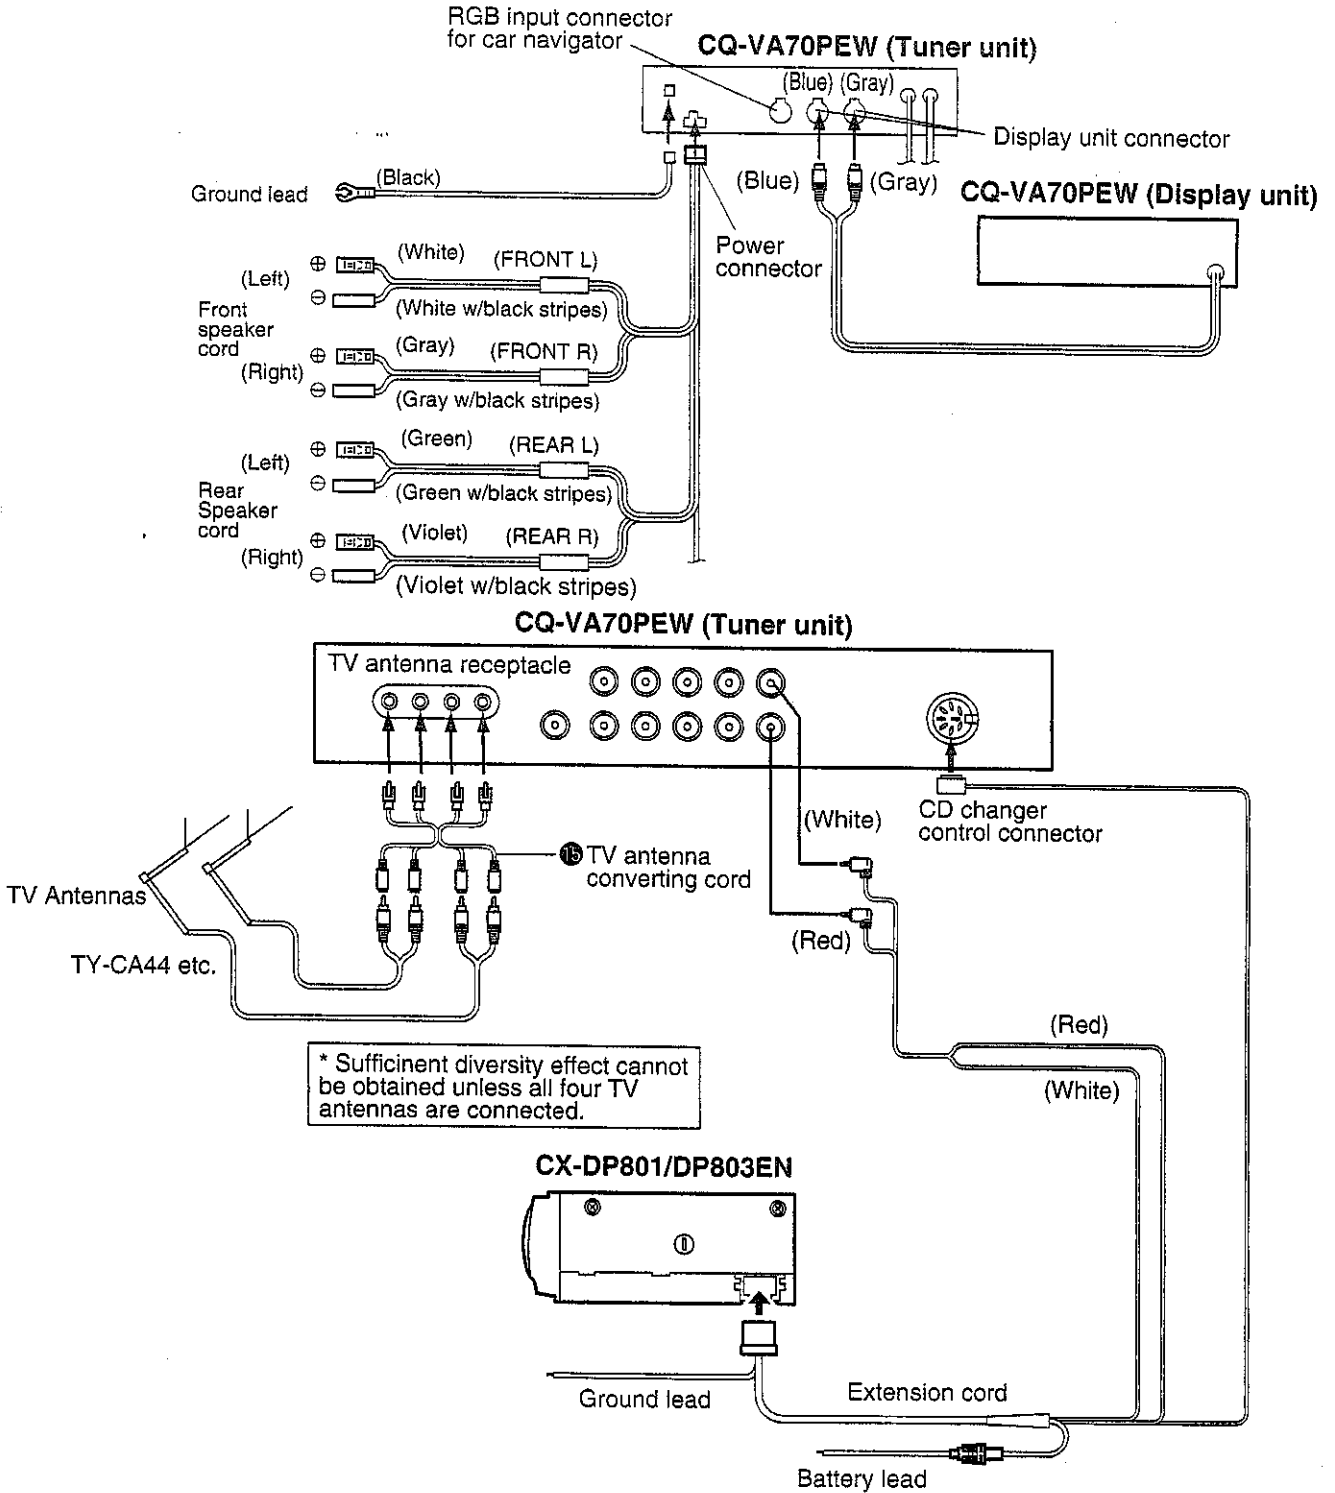 RGB input connector
for car navigator
CQ-VA70PEW (Tuner unit)
(Blue) (Gray)
Display unit connector
(Blue)
(Gray)
CQ-VA70PEW (Display unit)
Ground lead
(Black)
Power
connector
(White)
(FRONT L)
(Left)
(White w/black stripes)
Front
speaker
cord
(Gray)
(FRONT R)
(Right)
(Gray w/black stripes)
(Green)
(REAR L)
(Left)
(Green w/black stripes)
Rear
Speaker
cord
(Violet)
(REAR R)
(Right)
(Violet w/black stripes)
CQ-VA70PEW (Tuner unit)
TV antenna receptacle
(White)
CD changer
control connector
⓯ TV antenna
converting cord
TV Antennas
(Red)
TY-CA44 etc.
(Red)
(White)
* Sufficinent diversity effect cannot
be obtained unless all four TV
antennas are connected.
CX-DP801/DP803EN
Ground lead
Extension cord
Battery lead